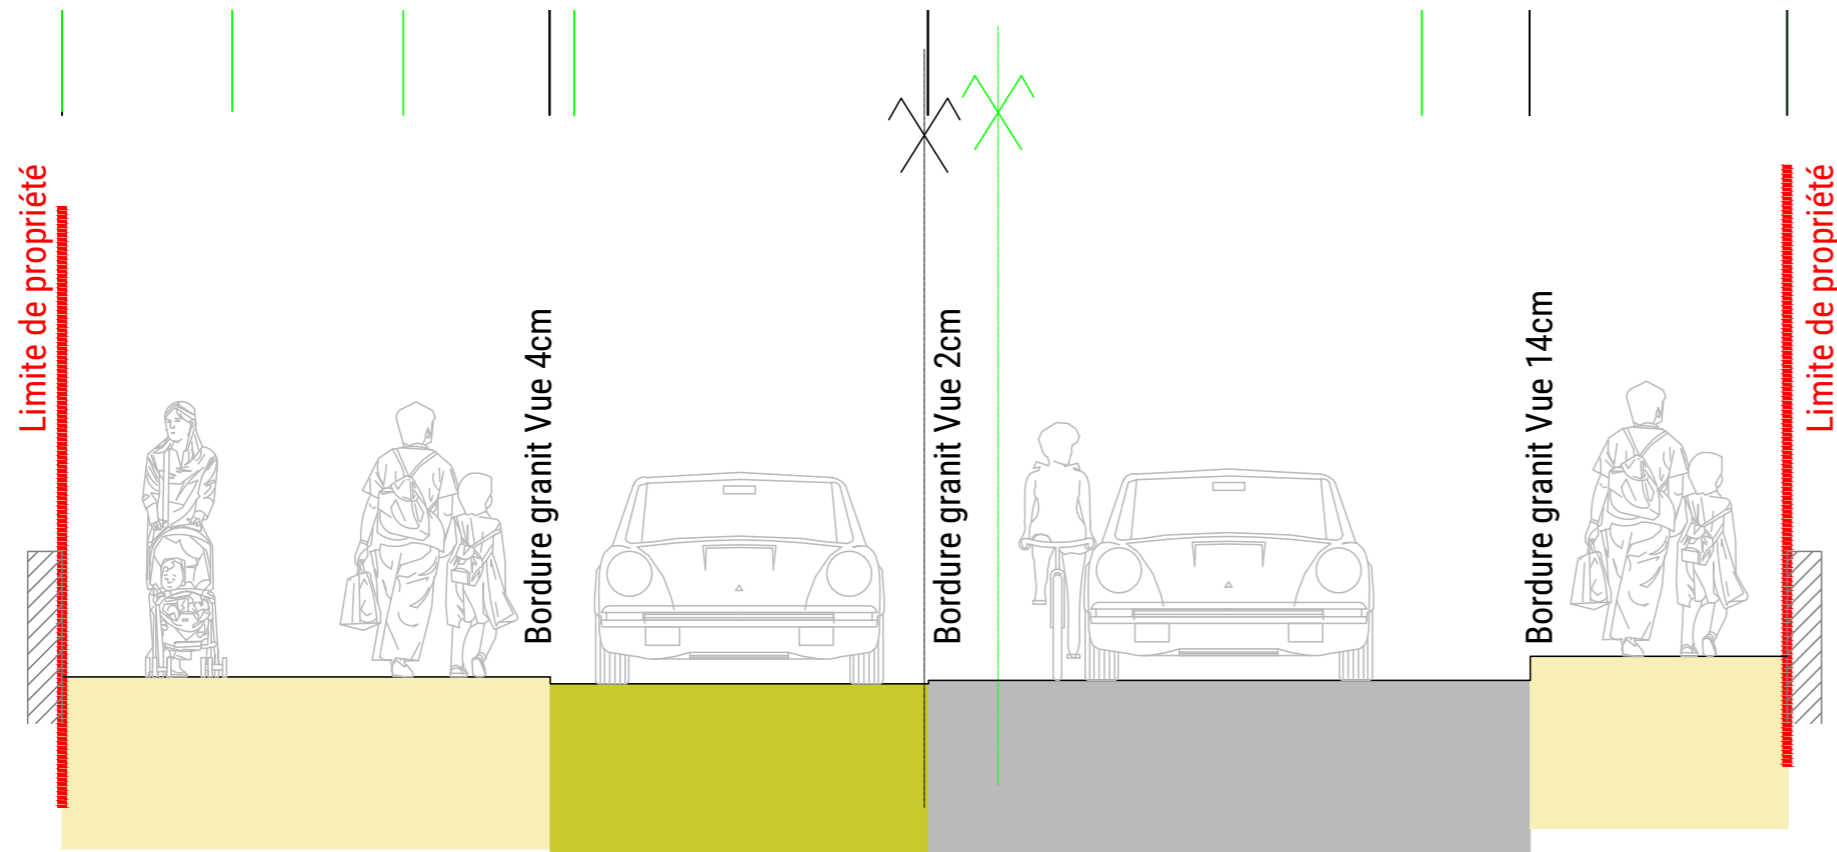 Limite de propriété
Bordure granit Vue 4cm
Bordure granit Vue 2cm
Bordure granit Vue 14cm
Limite de propriété